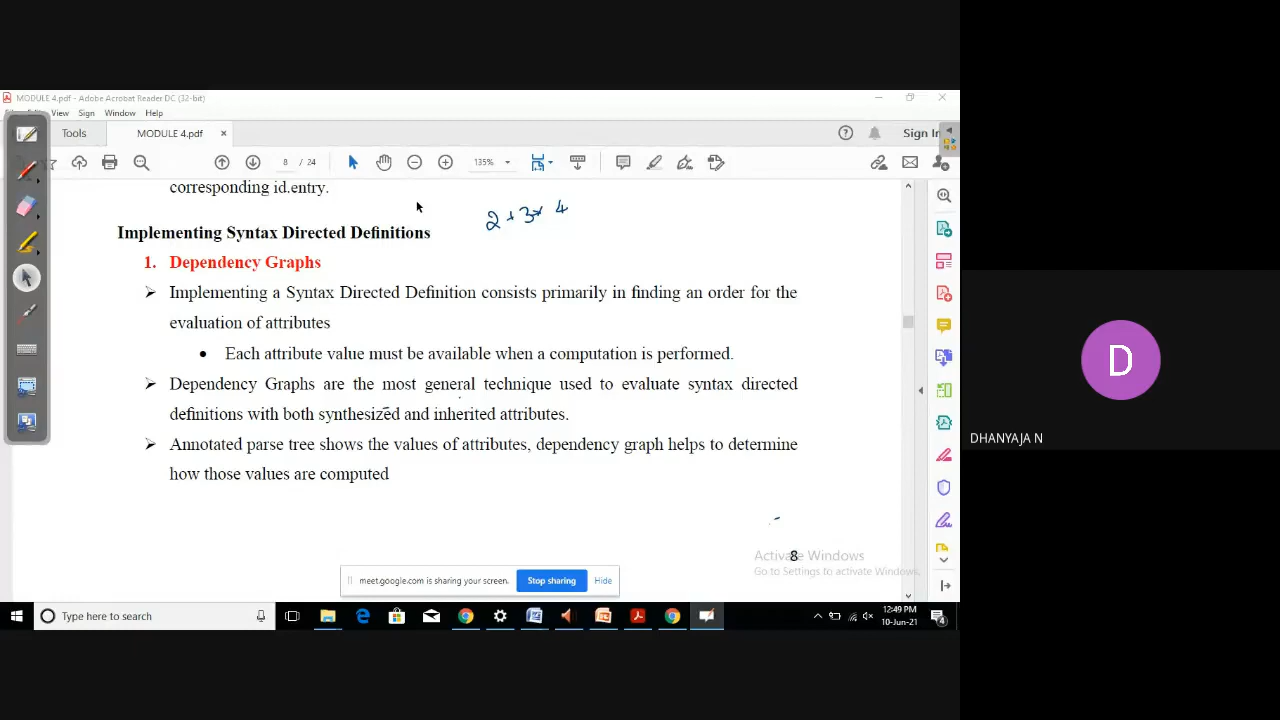 MODULE 4.pdf - Adobe Acrobat Reader DC (32-bit)
View Sign Window Help
Tools MODULE 4.pdf × Sign In
8 / 24 135%
corresponding id.entry.
2 + 3 * 4
Implementing Syntax Directed Definitions
1. Dependency Graphs
➢ Implementing a Syntax Directed Definition consists primarily in finding an order for the
evaluation of attributes
• Each attribute value must be available when a computation is performed.
➢ Dependency Graphs are the most general technique used to evaluate syntax directed
definitions with both synthesized and inherited attributes.
➢ Annotated parse tree shows the values of attributes, dependency graph helps to determine
how those values are computed
8
Activate Windows
Go to Settings to activate Windows.
meet.google.com is sharing your screen. Stop sharing Hide
Type here to search
12:49 PM
10-Jun-21
4
D
DHANYAJA N